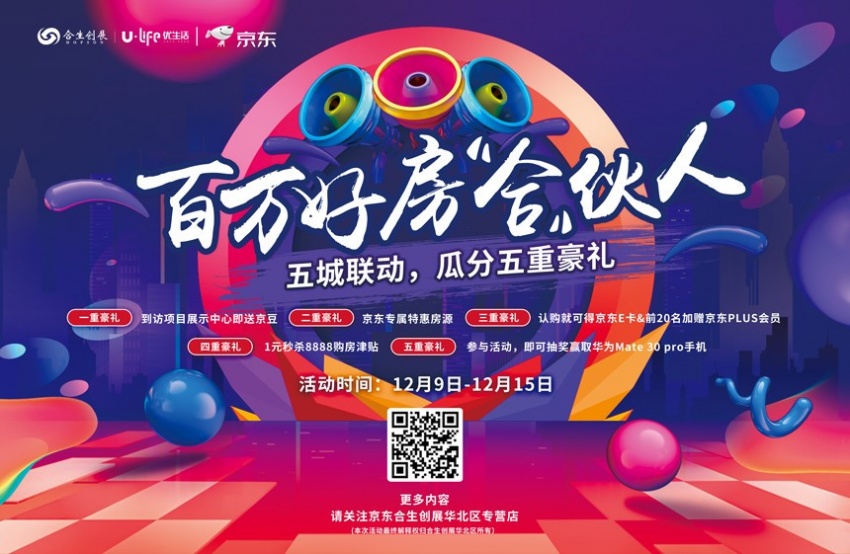 合生创展 HOPSON U·Life 优生活 京东
百万好房“合”伙人
五城联动，瓜分五重豪礼
一重豪礼 到访项目展示中心即送京豆 二重豪礼 京东专属特惠房源 三重豪礼 认购就可得京东E卡&前20名加赠京东PLUS会员
四重豪礼 1元秒杀8888购房津贴 五重豪礼 参与活动，即可抽奖赢取华为Mate 30 pro手机
活动时间：12月9日-12月15日
更多内容
请关注京东合生创展华北区专营店
(本次活动最终解释权归合生创展华北区所有)